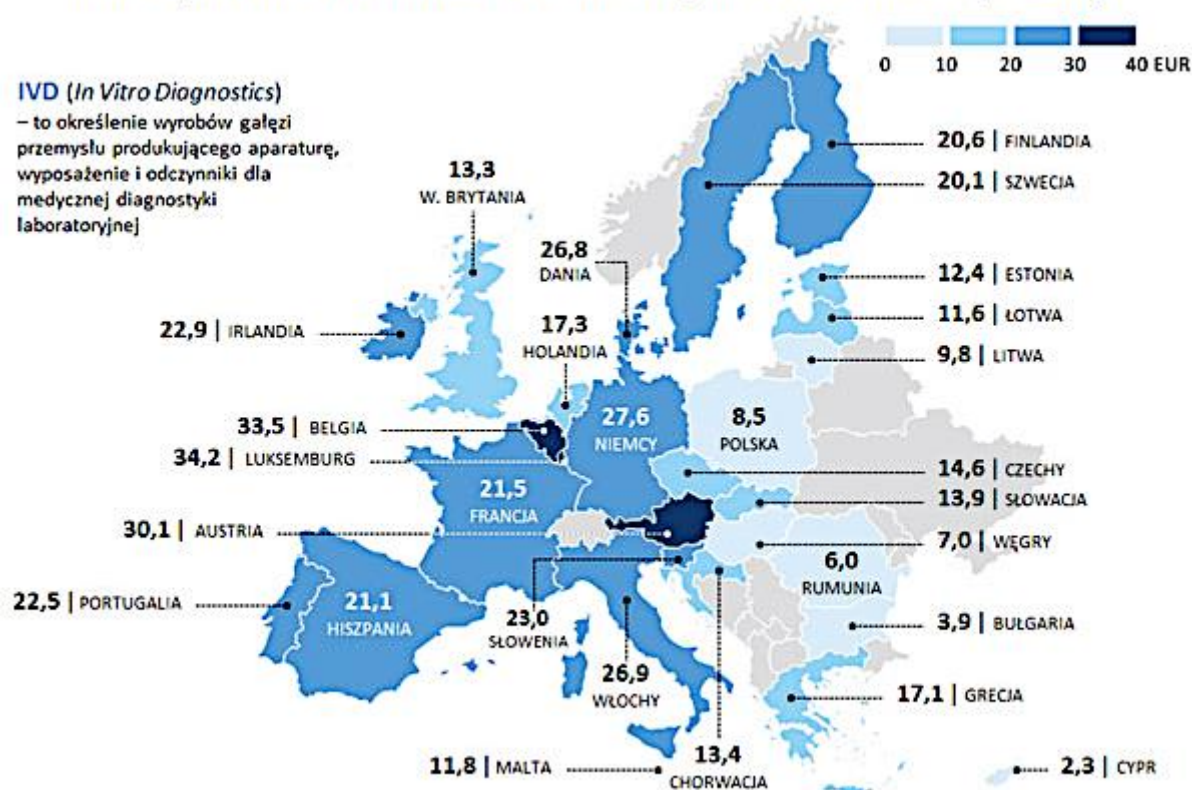 0 10 20 30 40 EUR
IVD (In Vitro Diagnostics)
– to określenie wyrobów gałęzi
przemysłu produkującego aparaturę,
wyposażenie i odczynniki dla
medycznej diagnostyki
laboratoryjnej
20,6 | FINLANDIA
20,1 | SZWECJA
13,3
W. BRYTANIA
26,8
DANIA
12,4 | ESTONIA
11,6 | ŁOTWA
9,8 | LITWA
22,9 | IRLANDIA
17,3
HOLANDIA
27,6
NIEMCY
8,5
POLSKA
33,5 | BELGIA
34,2 | LUKSEMBURG
14,6 | CZECHY
13,9 | SŁOWACJA
21,5
FRANCJA
30,1 | AUSTRIA
7,0 | WĘGRY
6,0
RUMUNIA
22,5 | PORTUGALIA
21,1
HISZPANIA
23,0
SŁOWENIA
3,9 | BUŁGARIA
26,9
WŁOCHY
17,1 | GRECJA
11,8 | MALTA
13,4
CHORWACJA
2,3 | CYPR